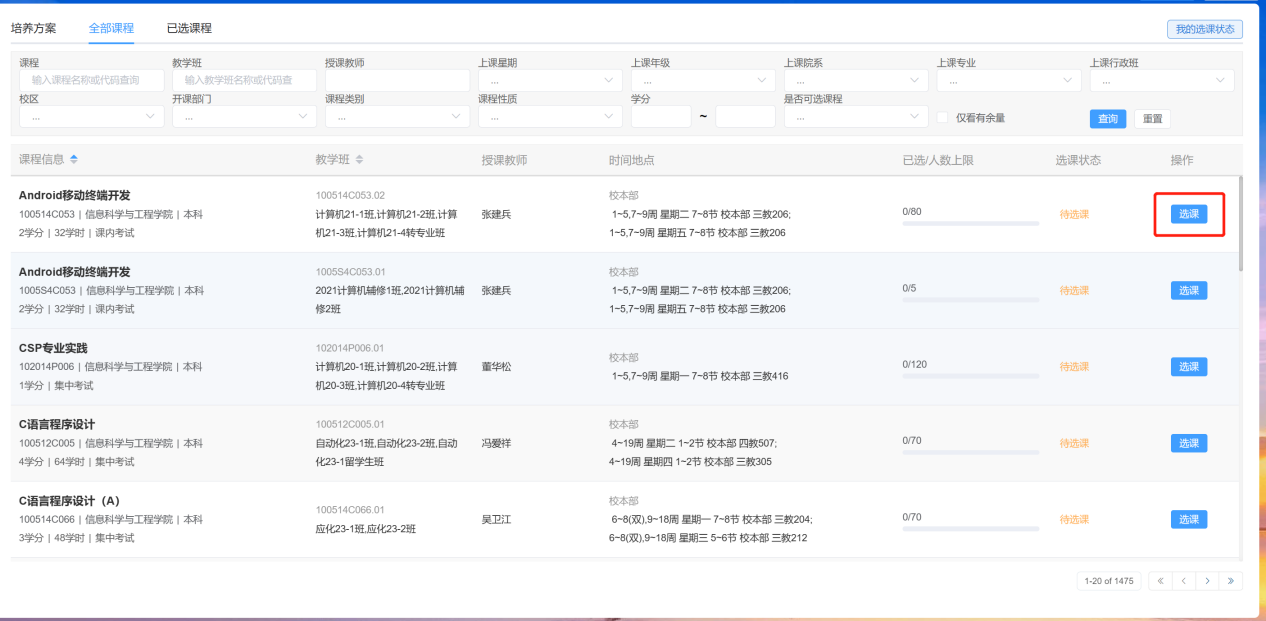 培养方案 全部课程 已选课程 我的选课状态
课程 教学班 授课教师 上课星期 上课年级 上课院系 上课专业 上课行政班
输入课程名称或代码查询 输入教学班名称或代码查 ... ... ... ... ...
校区 开课部门 课程类别 课程性质 学分 是否可选课程
... ... ... ... ~ ... 仅看有余量 查询 重置
课程信息 教学班 授课教师 时间地点 已选/人数上限 选课状态 操作
Android移动终端开发 100514C053.02 校本部
100514C053 | 信息科学与工程学院 | 本科 计算机21-1班,计算机21-2班,计算 张建兵 1~5,7~9周 星期二 7~8节 校本部 三教206; 0/80 待选课 选课
2学分 | 32学时 | 课内考试 机21-3班,计算机21-4转专业班 1~5,7~9周 星期五 7~8节 校本部 三教206
Android移动终端开发 1005S4C053.01 校本部
1005S4C053 | 信息科学与工程学院 | 本科 2021计算机辅修1班,2021计算机辅 张建兵 1~5,7~9周 星期二 7~8节 校本部 三教206; 0/5 待选课 选课
2学分 | 32学时 | 课内考试 修2班 1~5,7~9周 星期五 7~8节 校本部 三教206
CSP专业实践 102014P006.01 校本部
102014P006 | 信息科学与工程学院 | 本科 计算机20-1班,计算机20-2班,计算 董华松 1~5,7~9周 星期一 7~8节 校本部 三教416 0/120 待选课 选课
1学分 | 集中考试 机20-3班,计算机20-4转专业班
C语言程序设计 100512C005.01 校本部
100512C005 | 信息科学与工程学院 | 本科 自动化23-1班,自动化23-2班,自动 冯爱祥 4~19周 星期二 1~2节 校本部 四教507; 0/70 待选课 选课
4学分 | 64学时 | 集中考试 化23-1留学生班 4~19周 星期四 1~2节 校本部 三教305
C语言程序设计（A） 100514C066.01 校本部
100514C066 | 信息科学与工程学院 | 本科 应化23-1班,应化23-2班 吴卫江 6~8(双),9~18周 星期一 7~8节 校本部 三教204; 0/70 待选课 选课
3学分 | 48学时 | 集中考试 6~8(双),9~18周 星期三 5~6节 校本部 三教212
1-20 of 1475 « ‹ › »